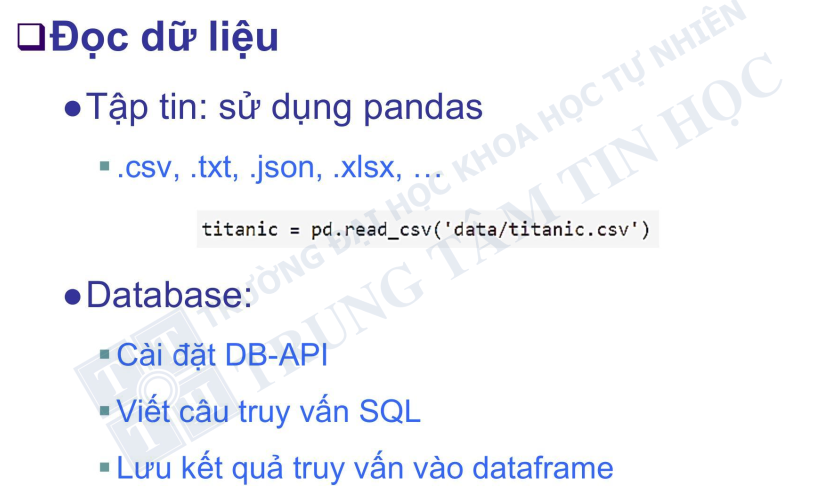 Đọc dữ liệu
Tập tin: sử dụng pandas
.csv, .txt, .json, .xlsx, …
titanic = pd.read_csv('data/titanic.csv')
Database:
Cài đặt DB-API
Viết câu truy vấn SQL
Lưu kết quả truy vấn vào dataframe
TRƯỜNG ĐẠI HỌC KHOA HỌC TỰ NHIÊN
TRUNG TÂM TIN HỌC